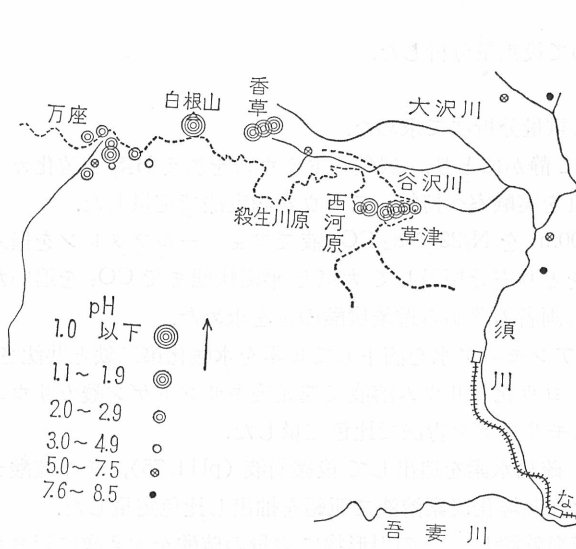 万座
白根山
香草
大沢川
谷沢川
殺生川原
西河原
草津
須川
pH
1.0 以下
1.1～1.9
2.0～2.9
3.0～4.9
5.0～7.5
7.6～8.5
な
吾妻川